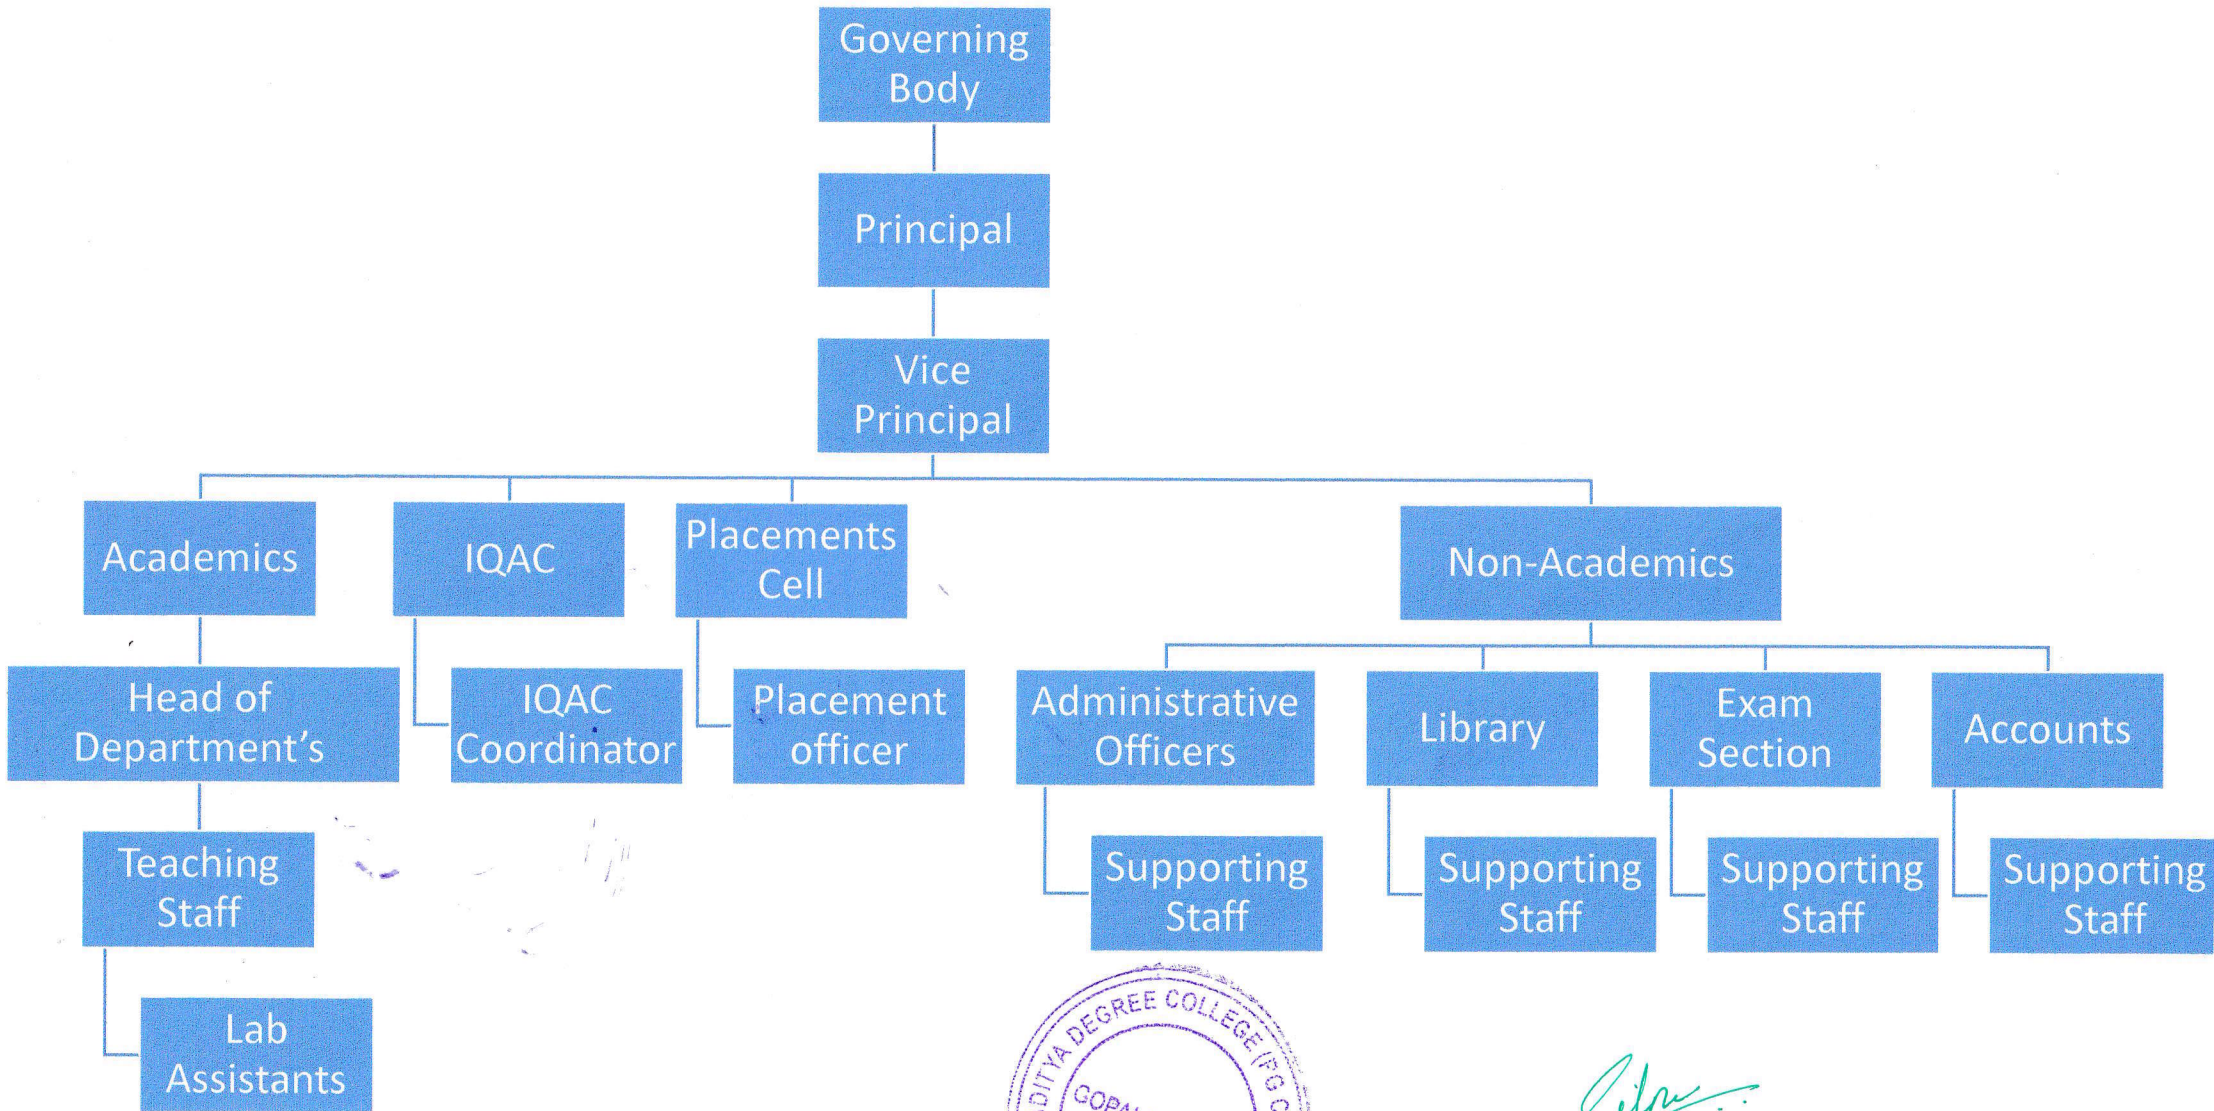 Governing
Body
Principal
Vice
Principal
Academics
IQAC
Placements
Cell
Non-Academics
Head of
Department’s
IQAC
Coordinator
Placement
officer
Administrative
Officers
Library
Exam
Section
Accounts
Teaching
Staff
Supporting
Staff
Supporting
Staff
Supporting
Staff
Supporting
Staff
Lab
Assistants
DITYA DEGREE COLLEGE (PG